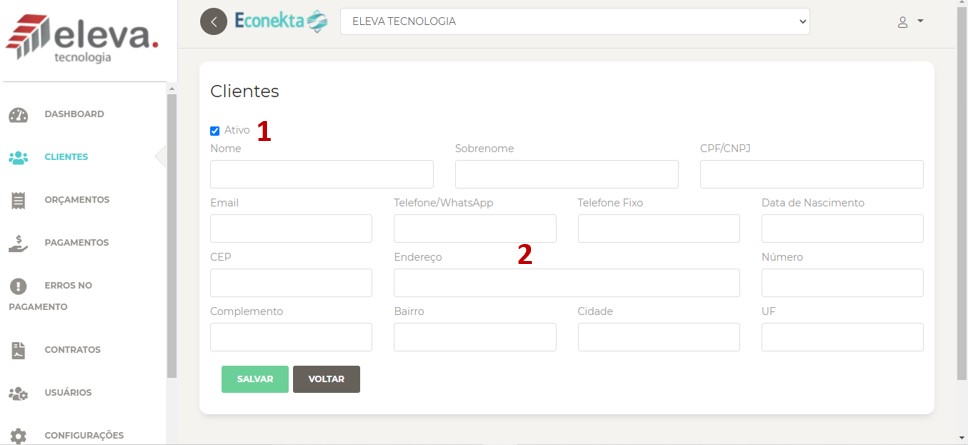 eleva.
tecnologia
Econekta
ELEVA TECNOLOGIA
DASHBOARD
CLIENTES
ORÇAMENTOS
PAGAMENTOS
ERROS NO
PAGAMENTO
CONTRATOS
USUÁRIOS
CONFIGURAÇÕES
Clientes
Ativo 1
Nome Sobrenome CPF/CNPJ
Email Telefone/WhatsApp Telefone Fixo Data de Nascimento
CEP Endereço 2 Número
Complemento Bairro Cidade UF
SALVAR VOLTAR